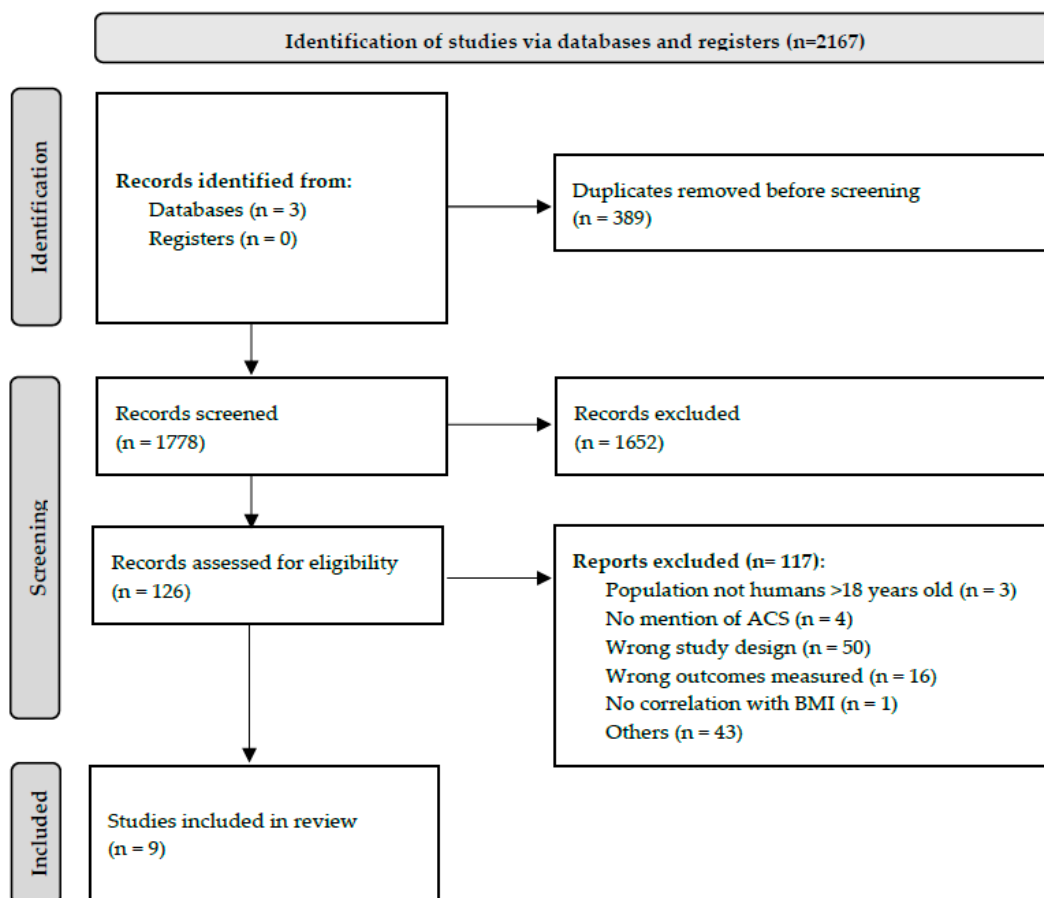 Identification of studies via databases and registers (n=2167)
Identification
Records identified from:
Databases (n = 3)
Registers (n = 0)
Duplicates removed before screening
(n = 389)
Screening
Records screened
(n = 1778)
Records excluded
(n = 1652)
Records assessed for eligibility
(n = 126)
Reports excluded (n= 117):
Population not humans >18 years old (n = 3)
No mention of ACS (n = 4)
Wrong study design (n = 50)
Wrong outcomes measured (n = 16)
No correlation with BMI (n = 1)
Others (n = 43)
Included
Studies included in review
(n = 9)